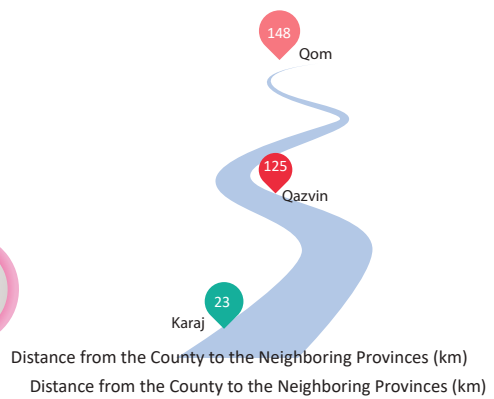 148
Qom
125
Qazvin
23
Karaj
Distance from the County to the Neighboring Provinces (km)
Distance from the County to the Neighboring Provinces (km)